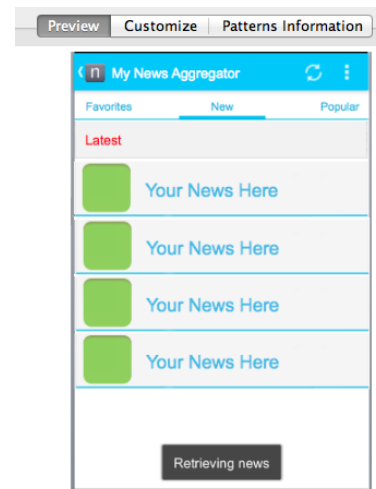 Preview Customize Patterns Information
n My News Aggregator
Favorites New Popular
Latest
Your News Here
Your News Here
Your News Here
Your News Here
Retrieving news